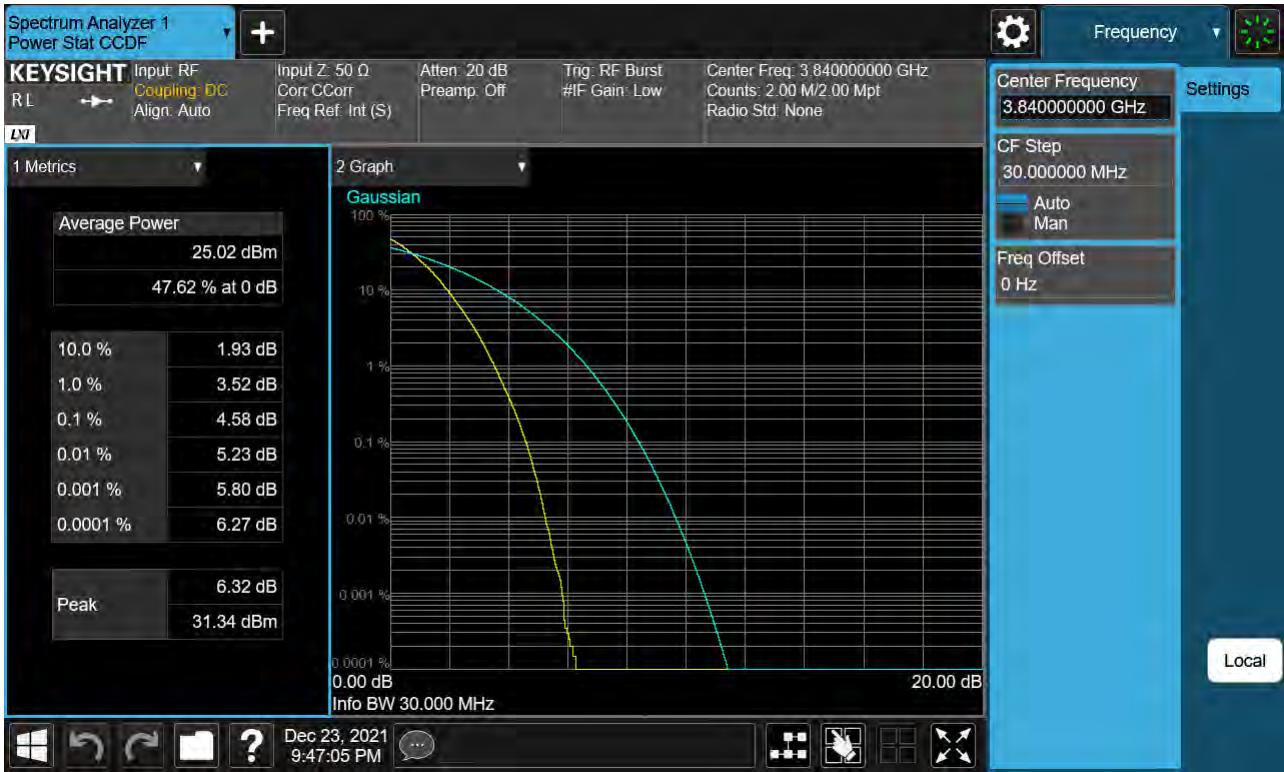 Spectrum Analyzer 1
Power Stat CCDF
+
Frequency
KEYSIGHT
RL
LXI
Input: RF
Coupling: DC
Align: Auto
Input Z: 50 Ω
Corr CCorr
Freq Ref: Int (S)
Atten: 20 dB
Preamp: Off
Trig: RF Burst
#IF Gain: Low
Center Freq: 3.840000000 GHz
Counts: 2.00 M/2.00 Mpt
Radio Std: None
Center Frequency
3.840000000 GHz
Settings
CF Step
30.000000 MHz
Auto
Man
Freq Offset
0 Hz
1 Metrics
Average Power
25.02 dBm
47.62 % at 0 dB
10.0 % 1.93 dB
1.0 % 3.52 dB
0.1 % 4.58 dB
0.01 % 5.23 dB
0.001 % 5.80 dB
0.0001 % 6.27 dB
Peak
6.32 dB
31.34 dBm
2 Graph
Gaussian
100 %
10 %
1 %
0.1 %
0.01 %
0.001 %
0.0001 %
0.00 dB 20.00 dB
Info BW 30.000 MHz
Local
?
Dec 23, 2021
9:47:05 PM